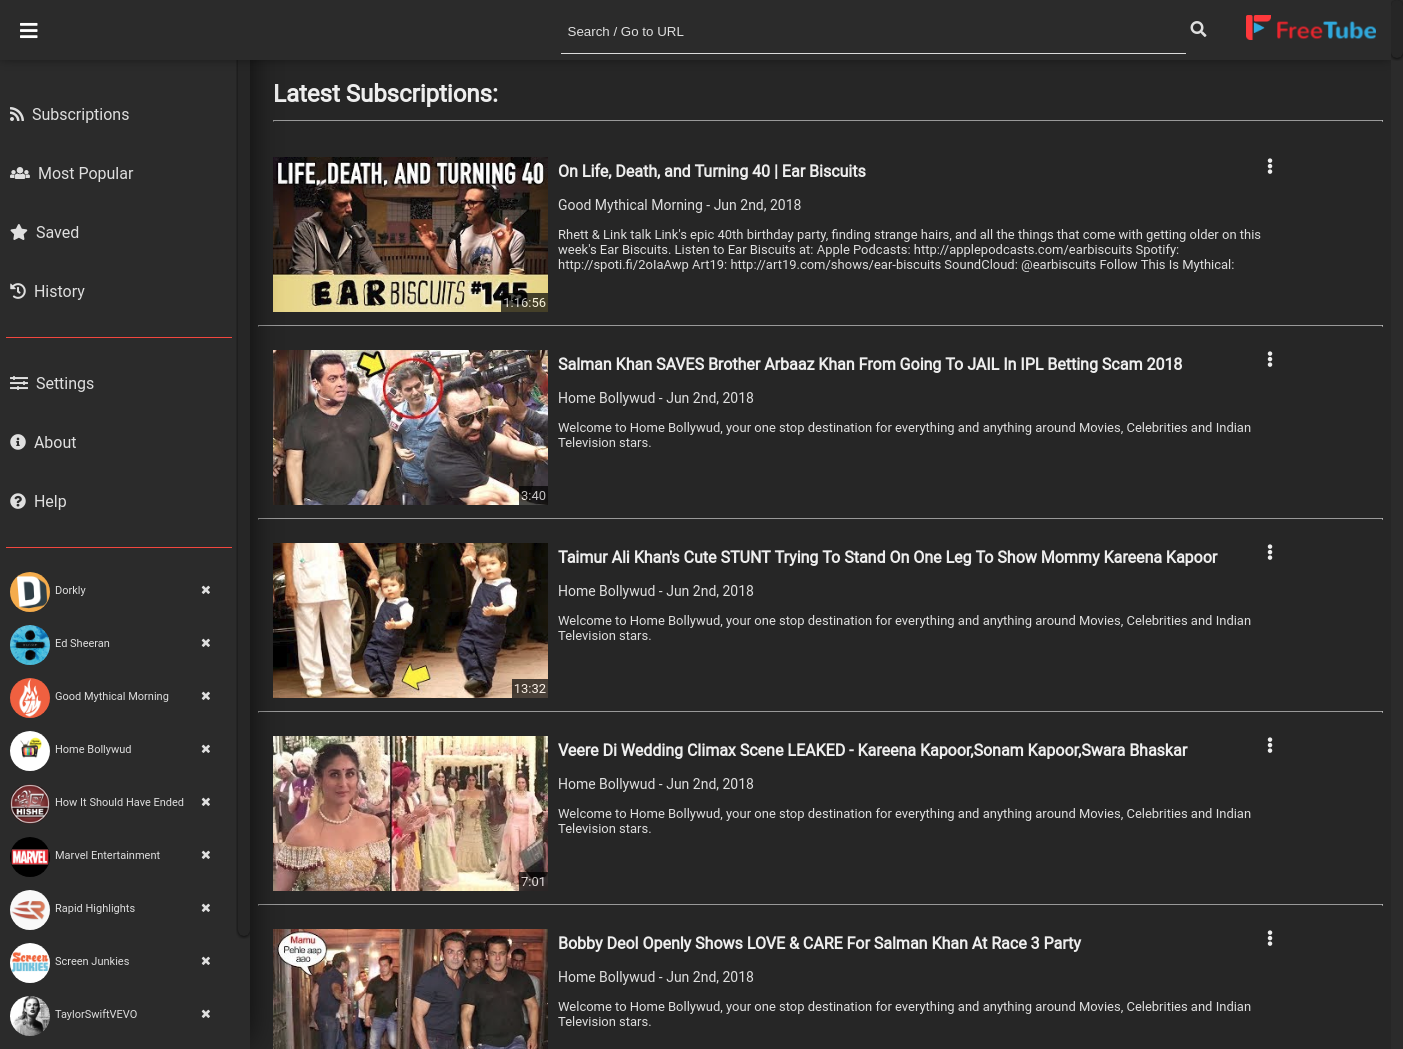 Search / Go to URL
FreeTube
Subscriptions
Most Popular
Saved
History
Settings
About
Help
Dorkly
Ed Sheeran
Good Mythical Morning
Home Bollywud
How It Should Have Ended
HISHE
Marvel Entertainment
MARVEL
Rapid Highlights
Screen Junkies
SCREEN
JUNKIES
TaylorSwiftVEVO
Latest Subscriptions:
LIFE, DEATH, AND TURNING 40
EAR BISCUITS #145
1:16:56
On Life, Death, and Turning 40 | Ear Biscuits
Good Mythical Morning - Jun 2nd, 2018
Rhett & Link talk Link's epic 40th birthday party, finding strange hairs, and all the things that come with getting older on this
week's Ear Biscuits. Listen to Ear Biscuits at: Apple Podcasts: http://applepodcasts.com/earbiscuits Spotify:
http://spoti.fi/2oIaAwp Art19: http://art19.com/shows/ear-biscuits SoundCloud: @earbiscuits Follow This Is Mythical:
3:40
Salman Khan SAVES Brother Arbaaz Khan From Going To JAIL In IPL Betting Scam 2018
Home Bollywud - Jun 2nd, 2018
Welcome to Home Bollywud, your one stop destination for everything and anything around Movies, Celebrities and Indian
Television stars.
13:32
Taimur Ali Khan's Cute STUNT Trying To Stand On One Leg To Show Mommy Kareena Kapoor
Home Bollywud - Jun 2nd, 2018
Welcome to Home Bollywud, your one stop destination for everything and anything around Movies, Celebrities and Indian
Television stars.
7:01
Veere Di Wedding Climax Scene LEAKED - Kareena Kapoor,Sonam Kapoor,Swara Bhaskar
Home Bollywud - Jun 2nd, 2018
Welcome to Home Bollywud, your one stop destination for everything and anything around Movies, Celebrities and Indian
Television stars.
Mamu
Pehle aap
aao
Bobby Deol Openly Shows LOVE & CARE For Salman Khan At Race 3 Party
Home Bollywud - Jun 2nd, 2018
Welcome to Home Bollywud, your one stop destination for everything and anything around Movies, Celebrities and Indian
Television stars.